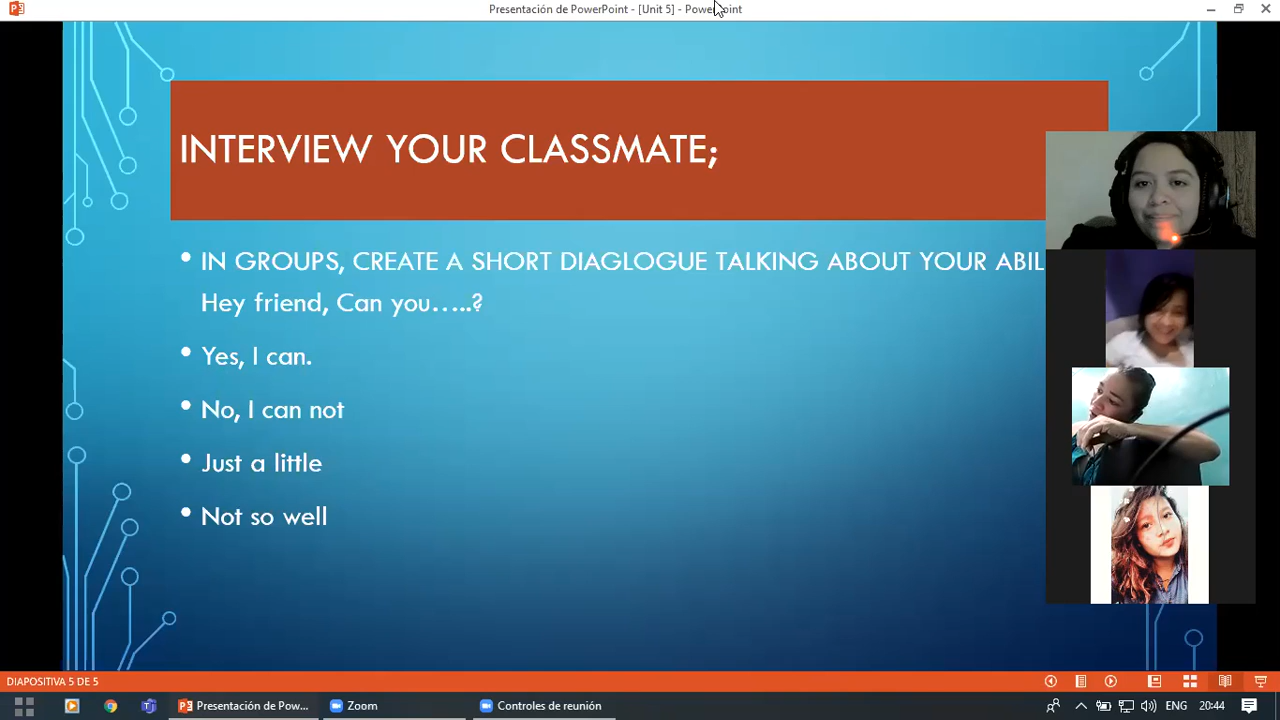 Presentación de PowerPoint - [Unit 5] - PowerPoint
INTERVIEW YOUR CLASSMATE;
• IN GROUPS, CREATE A SHORT DIAGLOGUE TALKING ABOUT YOUR ABIL
Hey friend, Can you…..?
• Yes, I can.
• No, I can not
• Just a little
• Not so well
DIAPOSITIVA 5 DE 5
Presentación de Pow...
Zoom
Controles de reunión
ENG
20:44